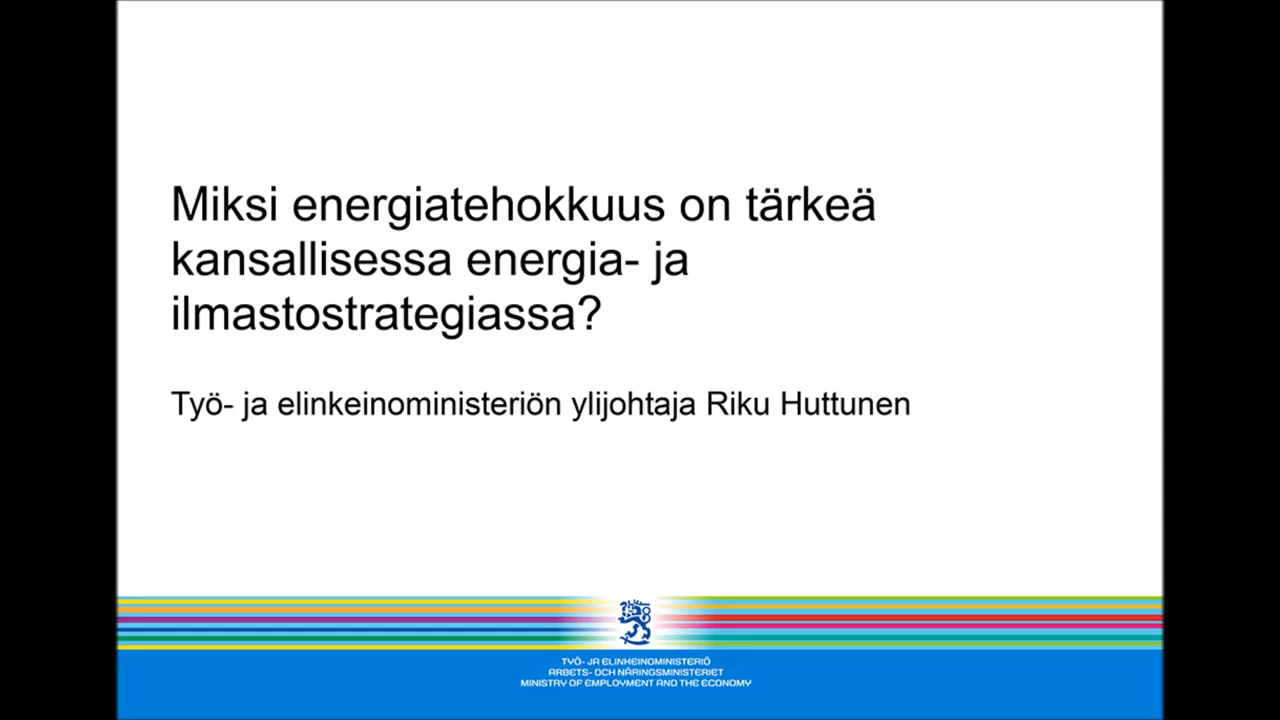 Miksi energiatehokkuus on tärkeä
kansallisessa energia- ja
ilmastostrategiassa?
Työ- ja elinkeinoministeriön ylijohtaja Riku Huttunen
TYÖ- JA ELINKEINOMINISTERIÖ
ARBETS- OCH NÄRINGSMINISTERIET
MINISTRY OF EMPLOYMENT AND THE ECONOMY